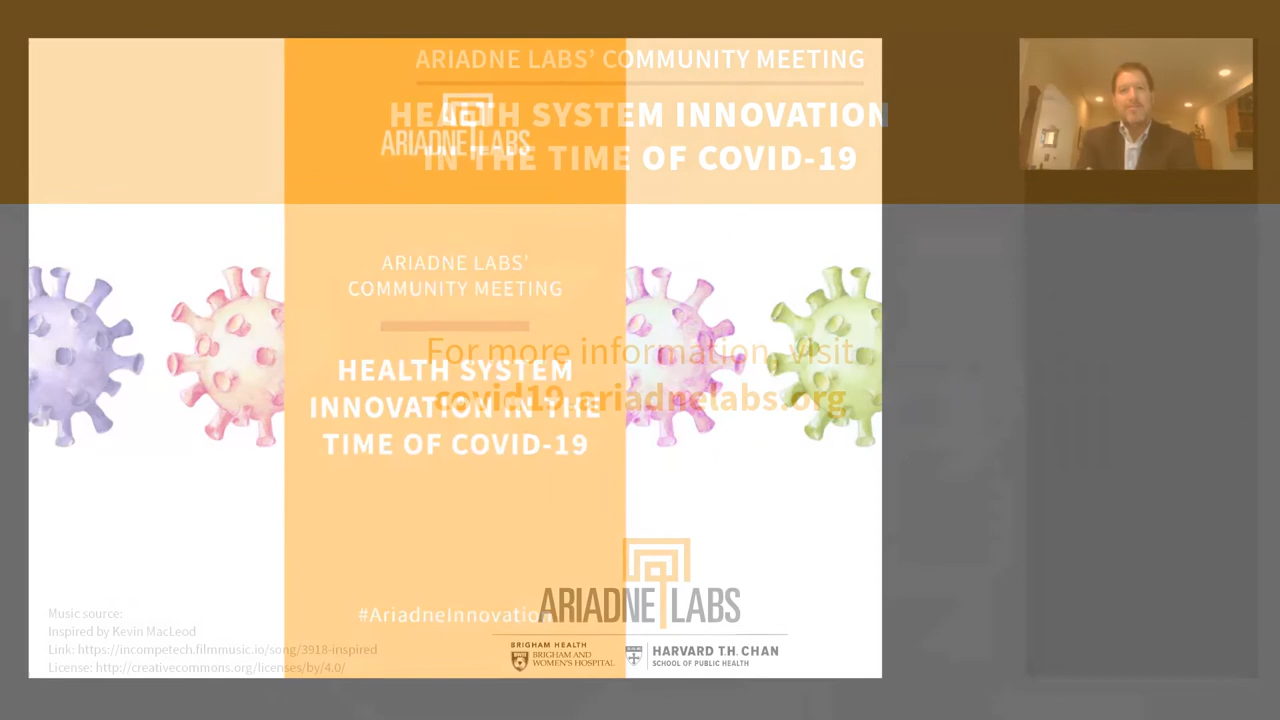 ARIADNE LABS’ COMMUNITY MEETING
HEALTH SYSTEM INNOVATION
IN THE TIME OF COVID-19
ARIADNE LABS
ARIADNE LABS’
COMMUNITY MEETING
HEALTH SYSTEM
INNOVATION IN THE
TIME OF COVID-19
For more information, visit
covid19.ariadnelabs.org
#AriadneInnovation
ARIADNE LABS
BRIGHAM HEALTH
BRIGHAM AND
WOMEN'S HOSPITAL
HARVARD T.H. CHAN
SCHOOL OF PUBLIC HEALTH
Music source:
Inspired by Kevin MacLeod
Link: https://incompetech.filmmusic.io/song/3918-inspired
License: http://creativecommons.org/licenses/by/4.0/